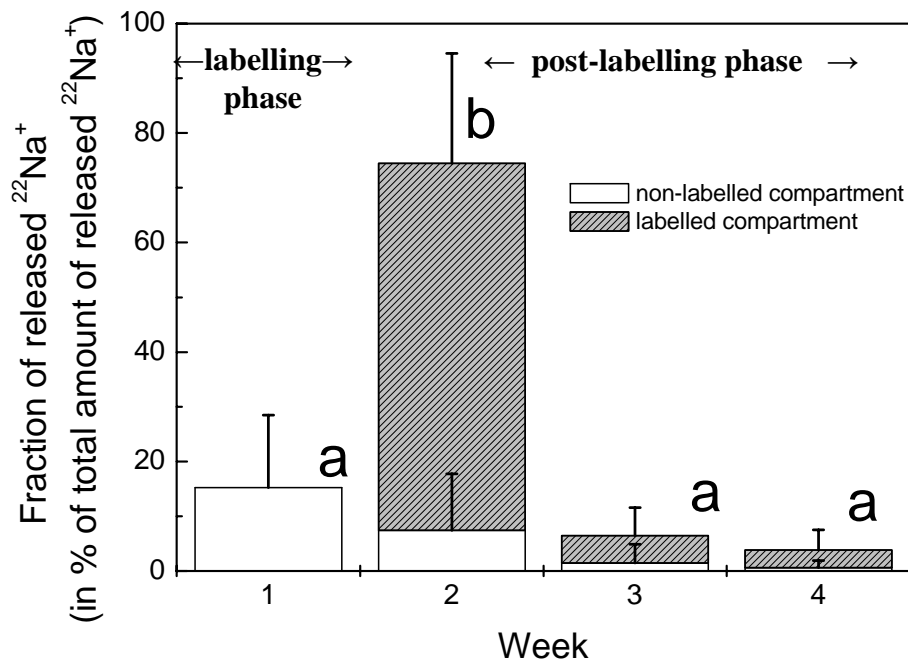 Fraction of released ²²Na⁺
(in % of total amount of released ²²Na⁺)
100
80
60
40
20
0
←labelling→
phase
← post-labelling phase →
b
non-labelled compartment
labelled compartment
a
a
a
1
2
3
4
Week